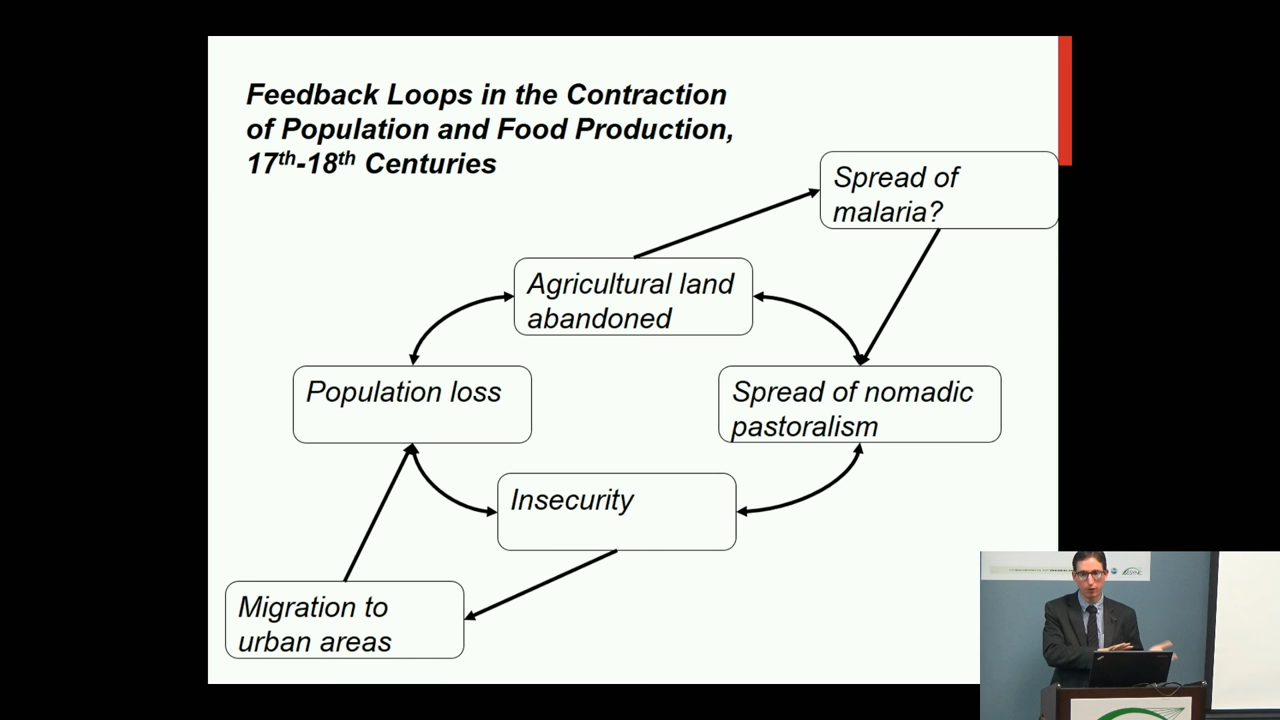 Feedback Loops in the Contraction
of Population and Food Production,
17th-18th Centuries
Spread of
malaria?
Agricultural land
abandoned
Population loss
Spread of nomadic
pastoralism
Insecurity
Migration to
urban areas